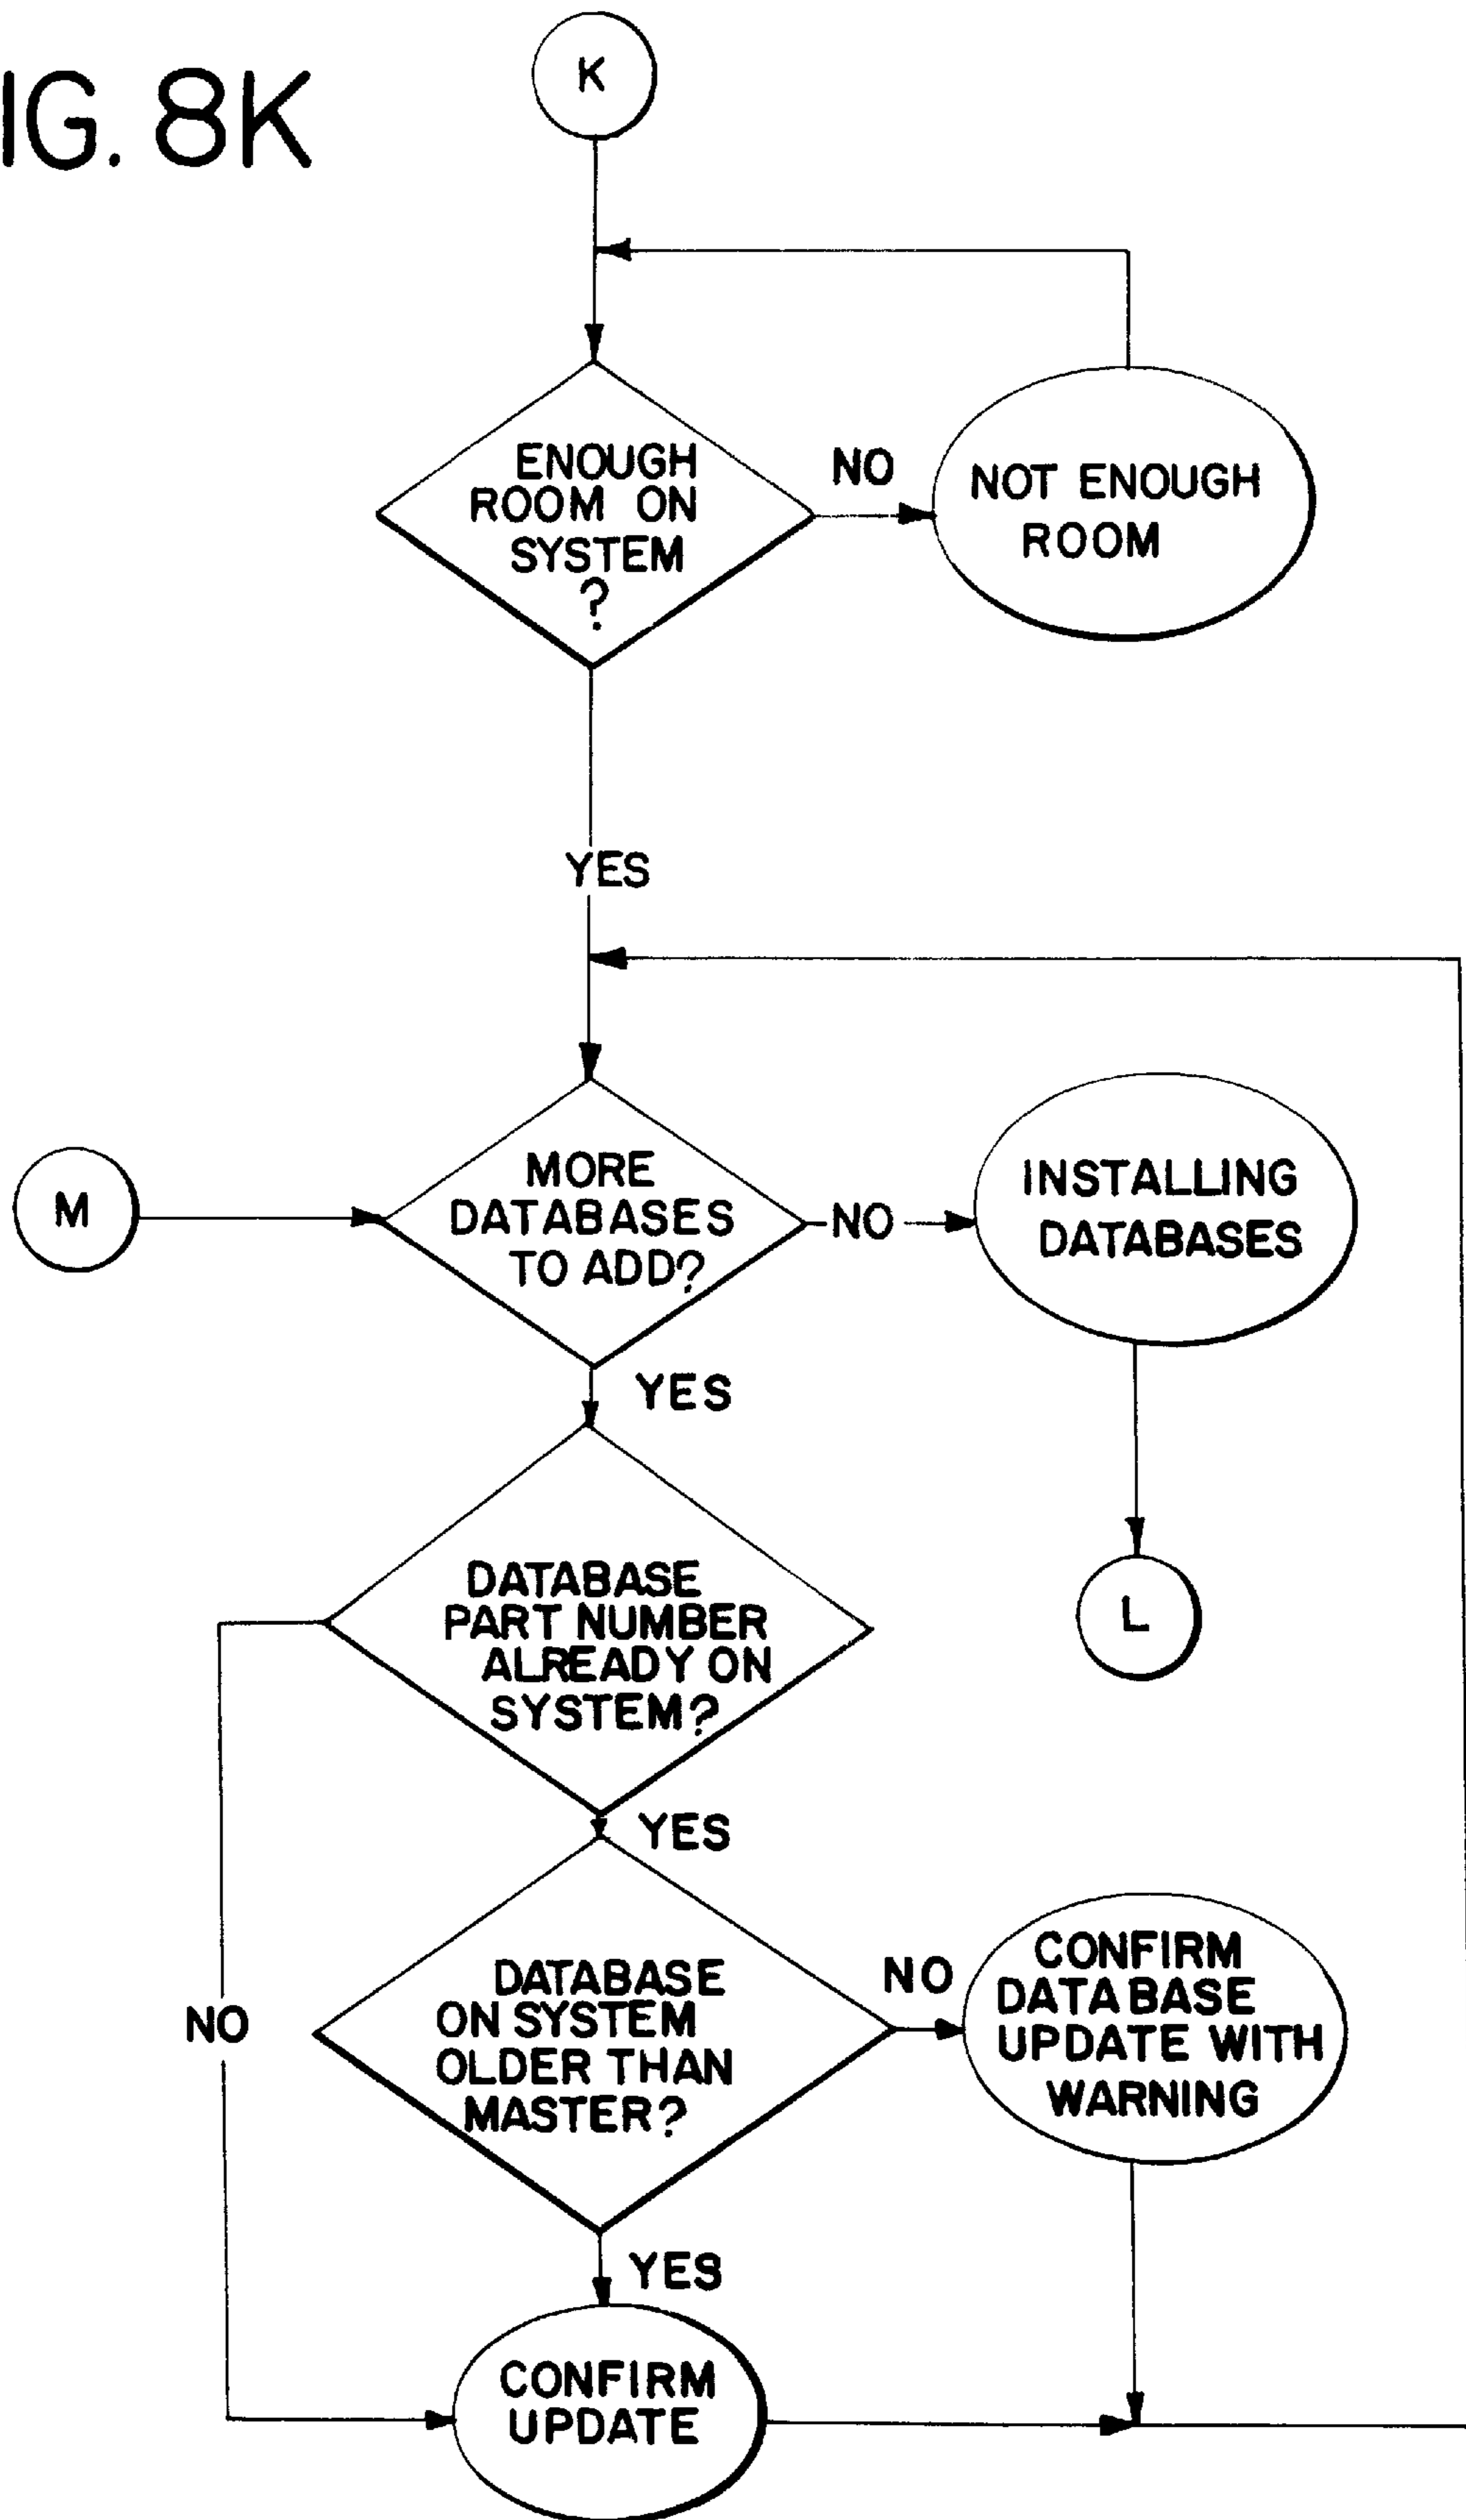 IG. 8K
K
ENOUGH
ROOM ON
SYSTEM
?
NO
NOT ENOUGH
ROOM
YES
M
MORE
DATABASES
TO ADD?
NO
INSTALLING
DATABASES
YES
L
DATABASE
PART NUMBER
ALREADY ON
SYSTEM?
YES
NO
DATABASE
ON SYSTEM
OLDER THAN
MASTER?
NO
CONFIRM
DATABASE
UPDATE WITH
WARNING
YES
CONFIRM
UPDATE